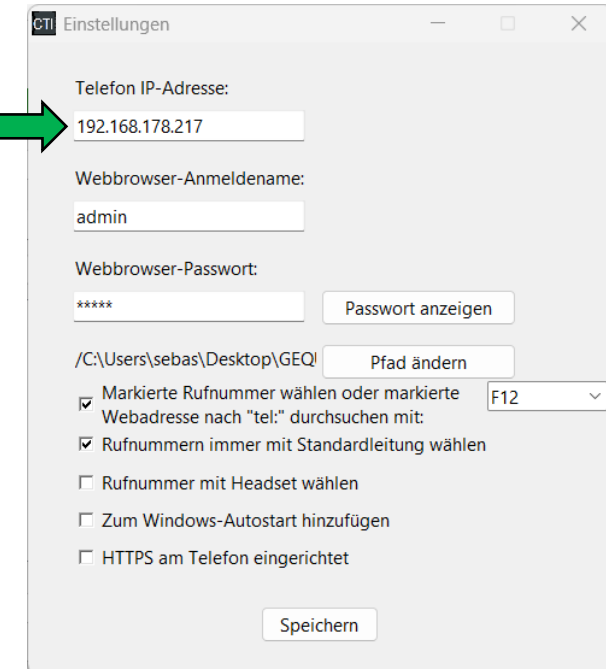 CTI Einstellungen
Telefon IP-Adresse:
192.168.178.217
Webbrowser-Anmeldename:
admin
Webbrowser-Passwort:
*****
Passwort anzeigen
/C:\Users\sebas\Desktop\GEQ
Pfad ändern
Markierte Rufnummer wählen oder markierte
Webadresse nach "tel:" durchsuchen mit:
F12
Rufnummern immer mit Standardleitung wählen
Rufnummer mit Headset wählen
Zum Windows-Autostart hinzufügen
HTTPS am Telefon eingerichtet
Speichern